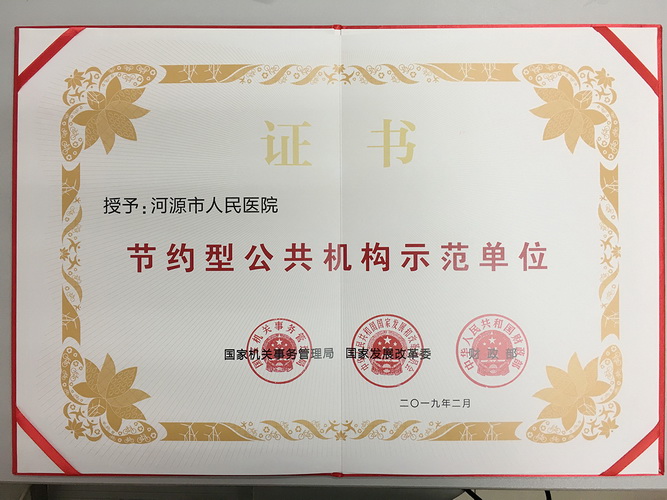 证书
授予：河源市人民医院
节约型公共机构示范单位
国家机关事务管理局 国家发展改革委 财政部
二〇一九年二月